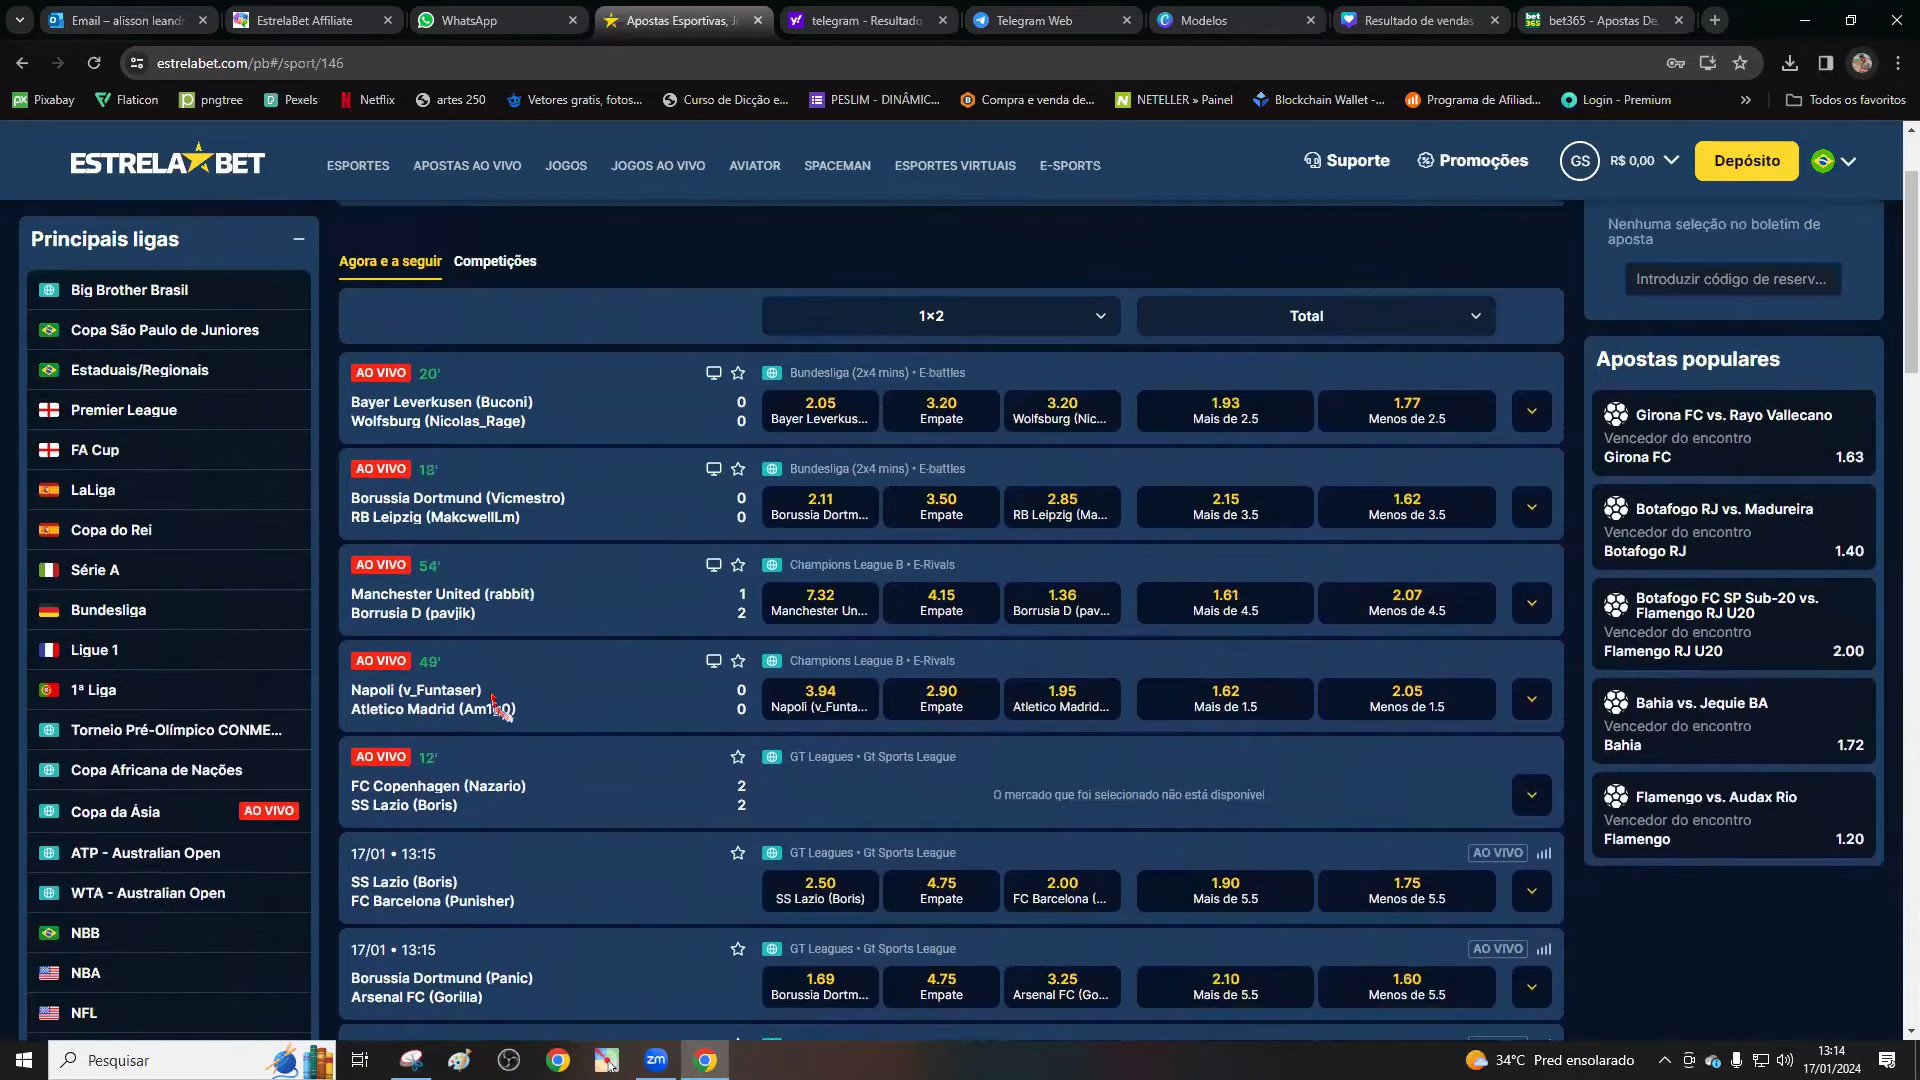 Email – alisson leandr
EstrelaBet Affiliate
WhatsApp
Apostas Esportivas, J
telegram - Resultado
Telegram Web
Modelos
Resultado de vendas
bet365 - Apostas De
estrelabet.com/pb#/sport/146
Pixabay
Flaticon
pngtree
Pexels
Netflix
artes 250
Vetores gratis, fotos...
Curso de Dicção e...
PESLIM - DINÂMIC...
Compra e venda de...
NETELLER » Painel
Blockchain Wallet -...
Programa de Afiliad...
Login - Premium
Todos os favoritos
ESTRELA BET
ESPORTES
APOSTAS AO VIVO
JOGOS
JOGOS AO VIVO
AVIATOR
SPACEMAN
ESPORTES VIRTUAIS
E-SPORTS
Suporte
Promoções
GS
R$ 0,00
Depósito
Principais ligas
Big Brother Brasil
Copa São Paulo de Juniores
Estaduais/Regionais
Premier League
FA Cup
LaLiga
Copa do Rei
Série A
Bundesliga
Ligue 1
1ª Liga
Torneio Pré-Olímpico CONME...
Copa Africana de Nações
Copa da Ásia AO VIVO
ATP - Australian Open
WTA - Australian Open
NBB
NBA
NFL
Agora e a seguir Competições
1×2 Total
AO VIVO 20' Bundesliga (2x4 mins) • E-battles
Bayer Leverkusen (Buconi) 0
Wolfsburg (Nicolas_Rage) 0
2.05 3.20 3.20 1.93 1.77
Bayer Leverkus... Empate Wolfsburg (Nic... Mais de 2.5 Menos de 2.5
AO VIVO 18' Bundesliga (2x4 mins) • E-battles
Borussia Dortmund (Vicmestro) 0
RB Leipzig (MakcwellLm) 0
2.11 3.50 2.85 2.15 1.62
Borussia Dortm... Empate RB Leipzig (Ma... Mais de 3.5 Menos de 3.5
AO VIVO 54' Champions League B • E-Rivals
Manchester United (rabbit) 1
Borrusia D (pavjik) 2
7.32 4.15 1.36 1.61 2.07
Manchester Un... Empate Borrusia D (pav... Mais de 4.5 Menos de 4.5
AO VIVO 49' Champions League B • E-Rivals
Napoli (v_Funtaser) 0
Atletico Madrid 0
3.94 2.90 1.95 1.62 2.05
Napoli (v_Funta... Empate Atletico Madrid... Mais de 1.5 Menos de 1.5
AO VIVO 12' GT Leagues • Gt Sports League
FC Copenhagen (Nazario) 2
SS Lazio (Boris) 2
O mercado que foi selecionado não está disponível
17/01 • 13:15 GT Leagues • Gt Sports League AO VIVO
SS Lazio (Boris)
FC Barcelona (Punisher)
2.50 4.75 2.00 1.90 1.75
SS Lazio (Boris) Empate FC Barcelona (... Mais de 5.5 Menos de 5.5
17/01 • 13:15 GT Leagues • Gt Sports League AO VIVO
Borussia Dortmund (Panic)
Arsenal FC (Gorilla)
1.69 4.75 3.25 2.10 1.60
Borussia Dortm... Empate Arsenal FC (Go... Mais de 5.5 Menos de 5.5
Nenhuma seleção no boletim de
aposta
Introduzir código de reserv...
Apostas populares
Girona FC vs. Rayo Vallecano
Vencedor do encontro
Girona FC 1.63
Botafogo RJ vs. Madureira
Vencedor do encontro
Botafogo RJ 1.40
Botafogo FC SP Sub-20 vs.
Flamengo RJ U20
Vencedor do encontro
Flamengo RJ U20 2.00
Bahia vs. Jequie BA
Vencedor do encontro
Bahia 1.72
Flamengo vs. Audax Rio
Vencedor do encontro
Flamengo 1.20
Pesquisar
zm
34°C Pred ensolarado
13:14
17/01/2024